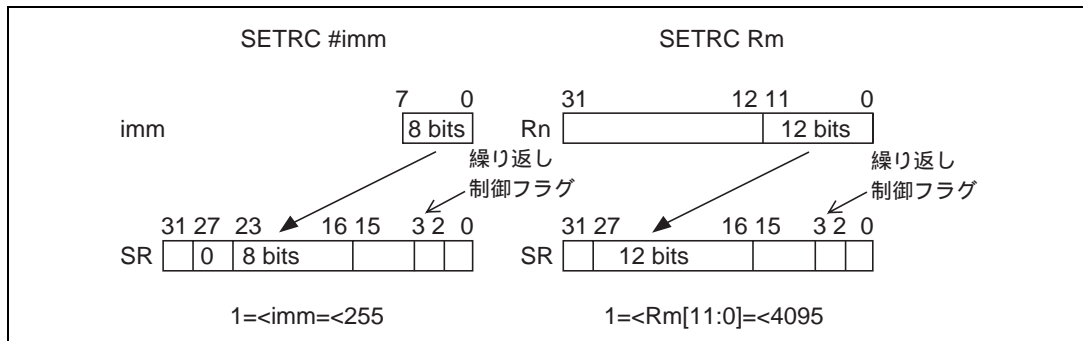 SETRC #imm
7 0
imm 8 bits
繰り返し
制御フラグ
31 27 23 16 15 3 2 0
SR 0 8 bits
1=<imm=<255
SETRC Rm
31 12 11 0
Rn 12 bits
繰り返し
制御フラグ
31 27 16 15 3 2 0
SR 12 bits
1=<Rm[11:0]=<4095